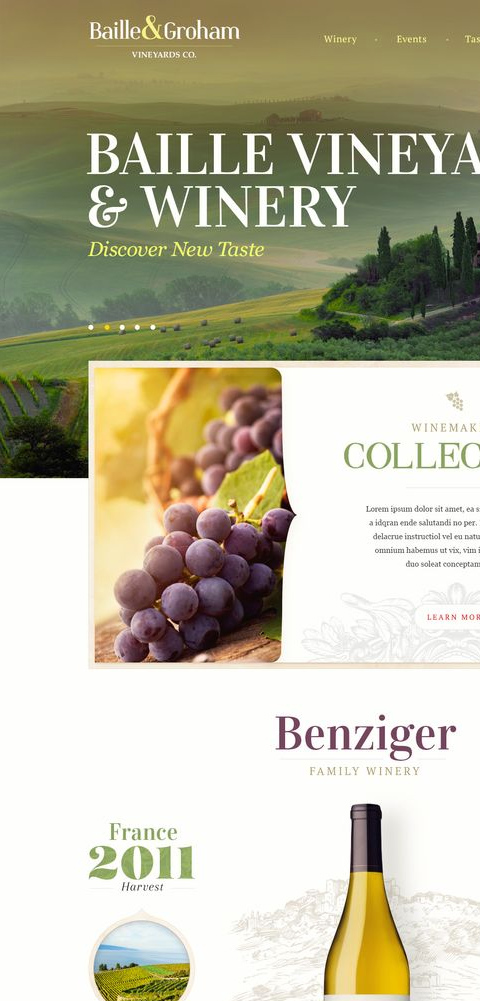 Baille&Groham
VINEYARDS CO.
Winery
Events
BAILLE VINEYA
& WINERY
Discover New Taste
WINEMAK
COLLEC
Lorem ipsum dolor sit amet, ea s
a idqran ende salutandi no per.
delacrue instructiol vel eu natu
omnium habemus ut vix, vim i
duo soleat conceptam
LEARN MOR
Benziger
FAMILY WINERY
France
2011
Harvest